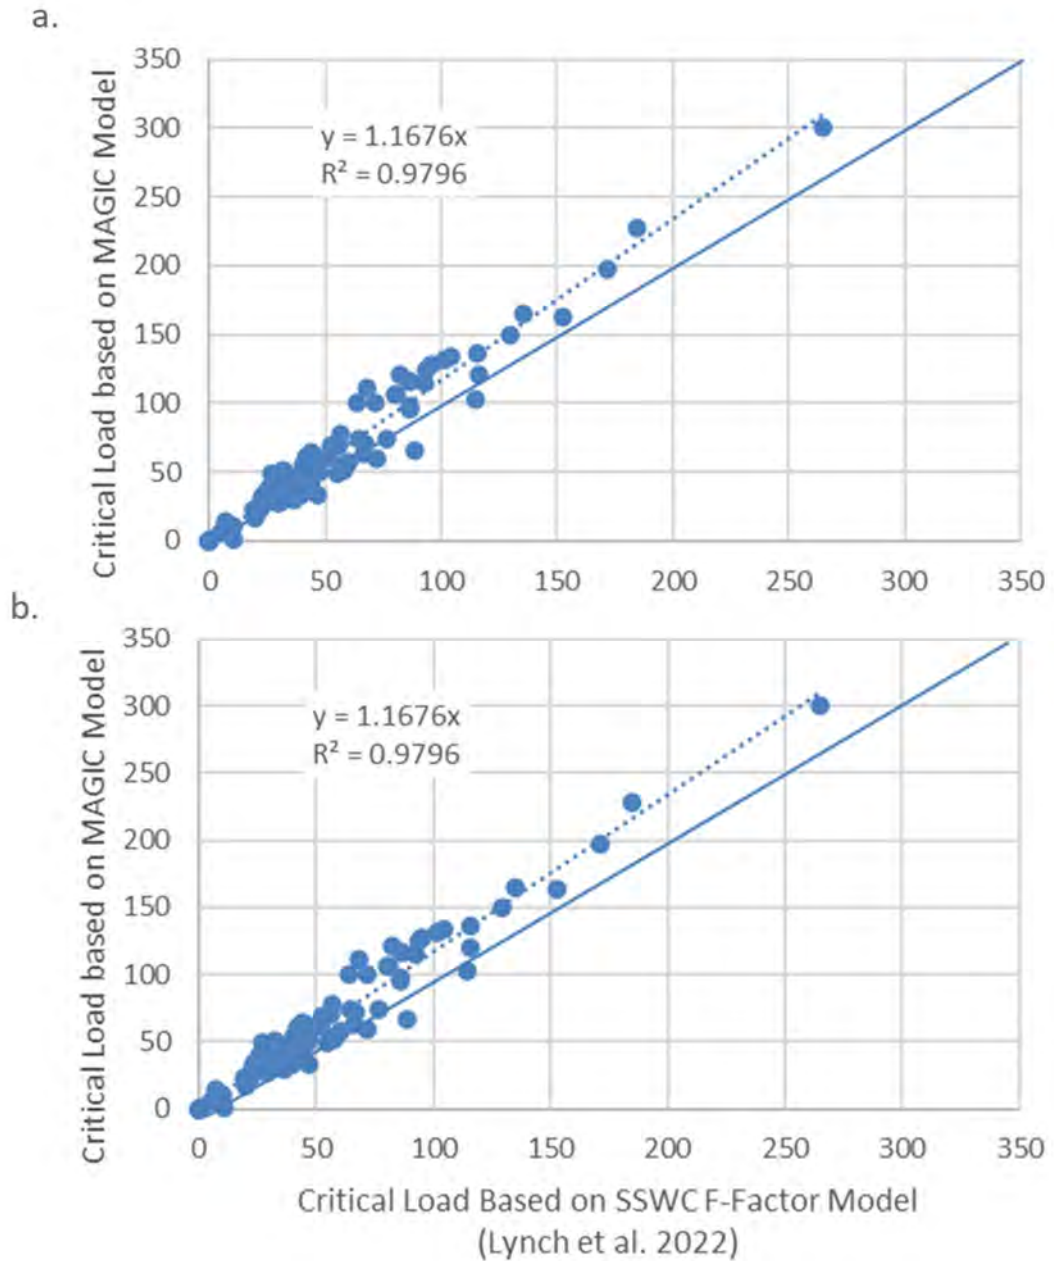 a.
Critical Load based on MAGIC Model
350
300
250
200
150
100
50
0
y = 1.1676x
R² = 0.9796
0 50 100 150 200 250 300 350
b.
Critical Load based on MAGIC Model
350
300
250
200
150
100
50
0
y = 1.1676x
R² = 0.9796
0 50 100 150 200 250 300 350
Critical Load Based on SSWC F-Factor Model
(Lynch et al. 2022)